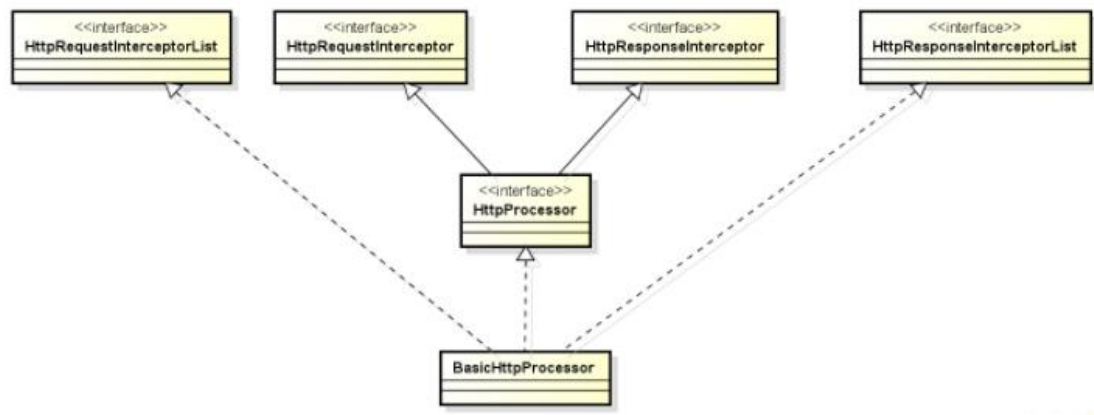 <<interface>>
HttpRequestInterceptorList
<<interface>>
HttpRequestInterceptor
<<interface>>
HttpResponseInterceptor
<<interface>>
HttpResponseInterceptorList
<<interface>>
HttpProcessor
BasicHttpProcessor